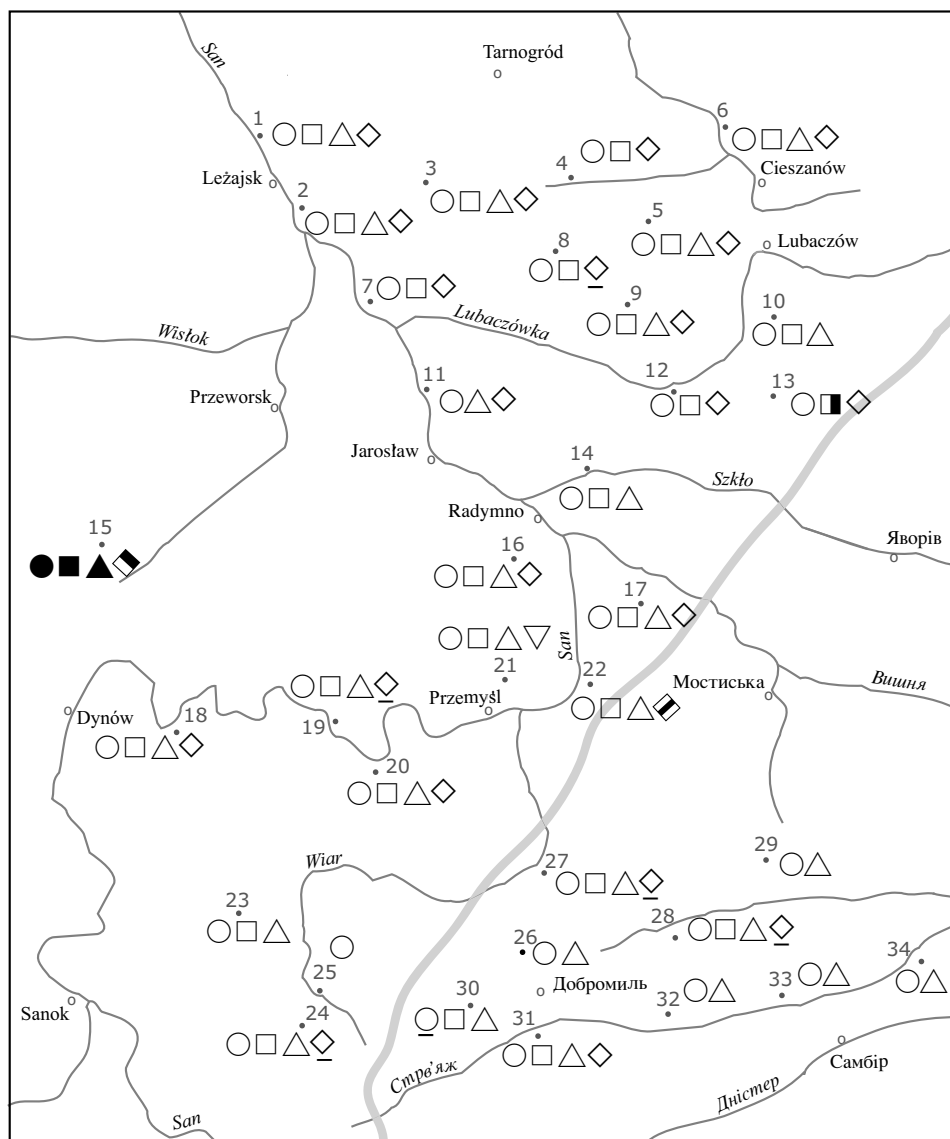 San
Tarnogród
1
6
Leżajsk
2
3
4
Cieszanów
5
8
Lubaczów
7
9
10
Wisłok
Lubaczówka
Przeworsk
11
12
13
Jarosław
14
Szkło
Radymno
15
16
Яворів
17
San
21
22
Мостиська
Вишня
Dynów
18
19
Przemyśl
20
Wiar
27
29
23
28
26
34
25
Добромиль
33
Sanok
24
30
32
31
Стрв’яж
Самбір
Дністер
San